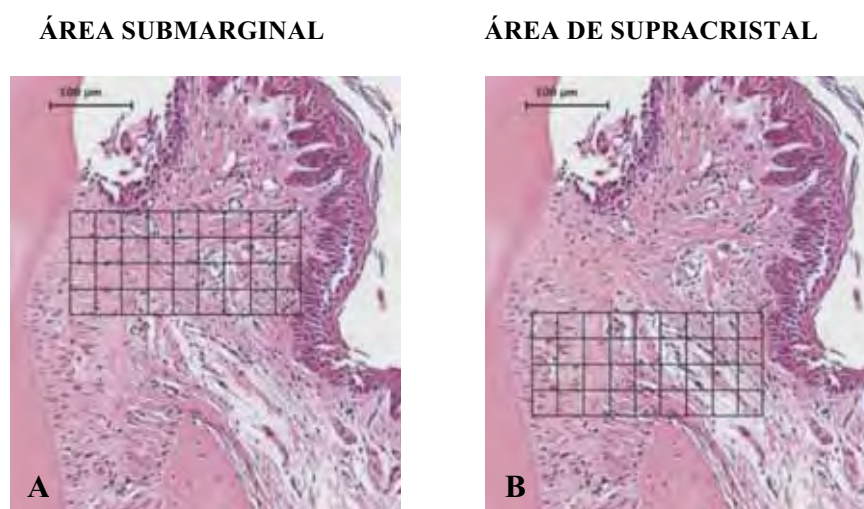 ÁREA SUBMARGINAL
ÁREA DE SUPRACRISTAL
100 µm
100 µm
A
B